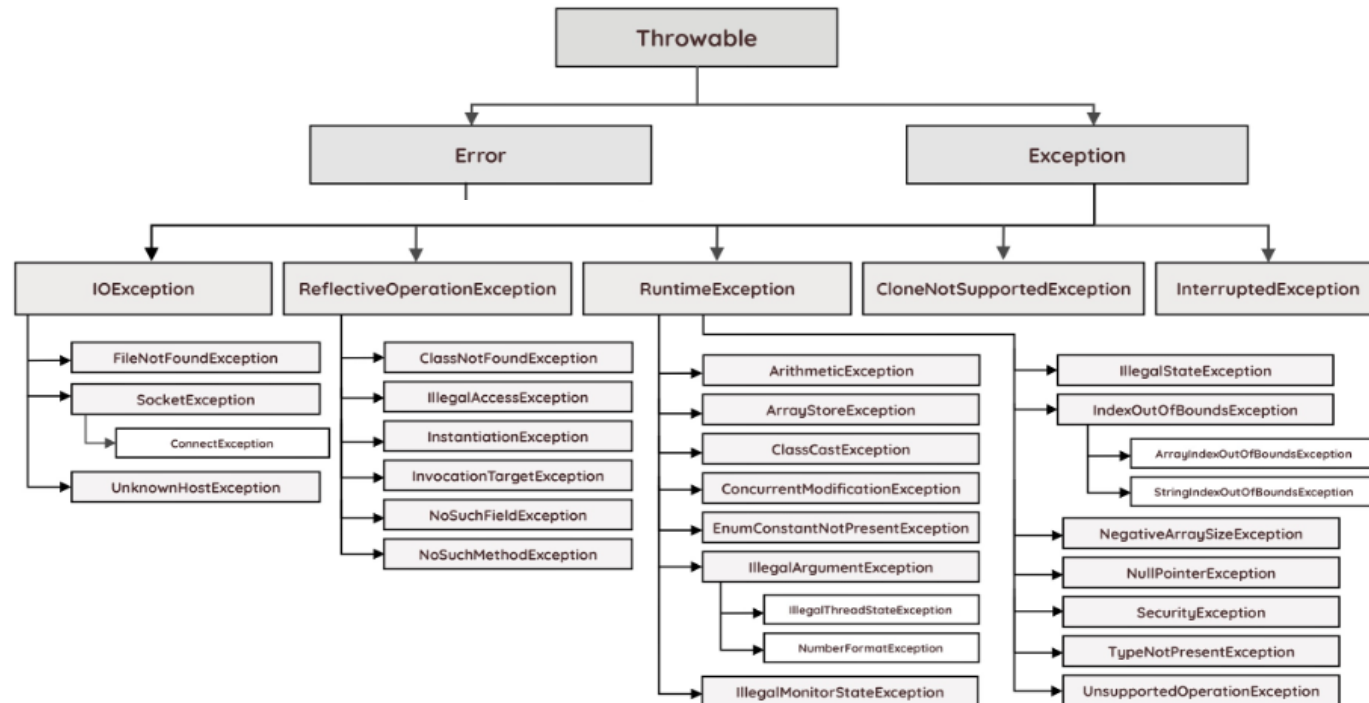 Throwable
Error
Exception
IOException
ReflectiveOperationException
RuntimeException
CloneNotSupportedException
InterruptedException
FileNotFoundException
SocketException
ConnectException
UnknownHostException
ClassNotFoundException
IllegalAccessException
InstantiationException
InvocationTargetException
NoSuchFieldException
NoSuchMethodException
ArithmeticException
ArrayStoreException
ClassCastException
ConcurrentModificationException
EnumConstantNotPresentException
IllegalArgumentException
IllegalThreadStateException
NumberFormatException
IllegalMonitorStateException
IllegalStateException
IndexOutOfBoundsException
ArrayIndexOutOfBoundsException
StringIndexOutOfBoundsException
NegativeArraySizeException
NullPointerException
SecurityException
TypeNotPresentException
UnsupportedOperationException